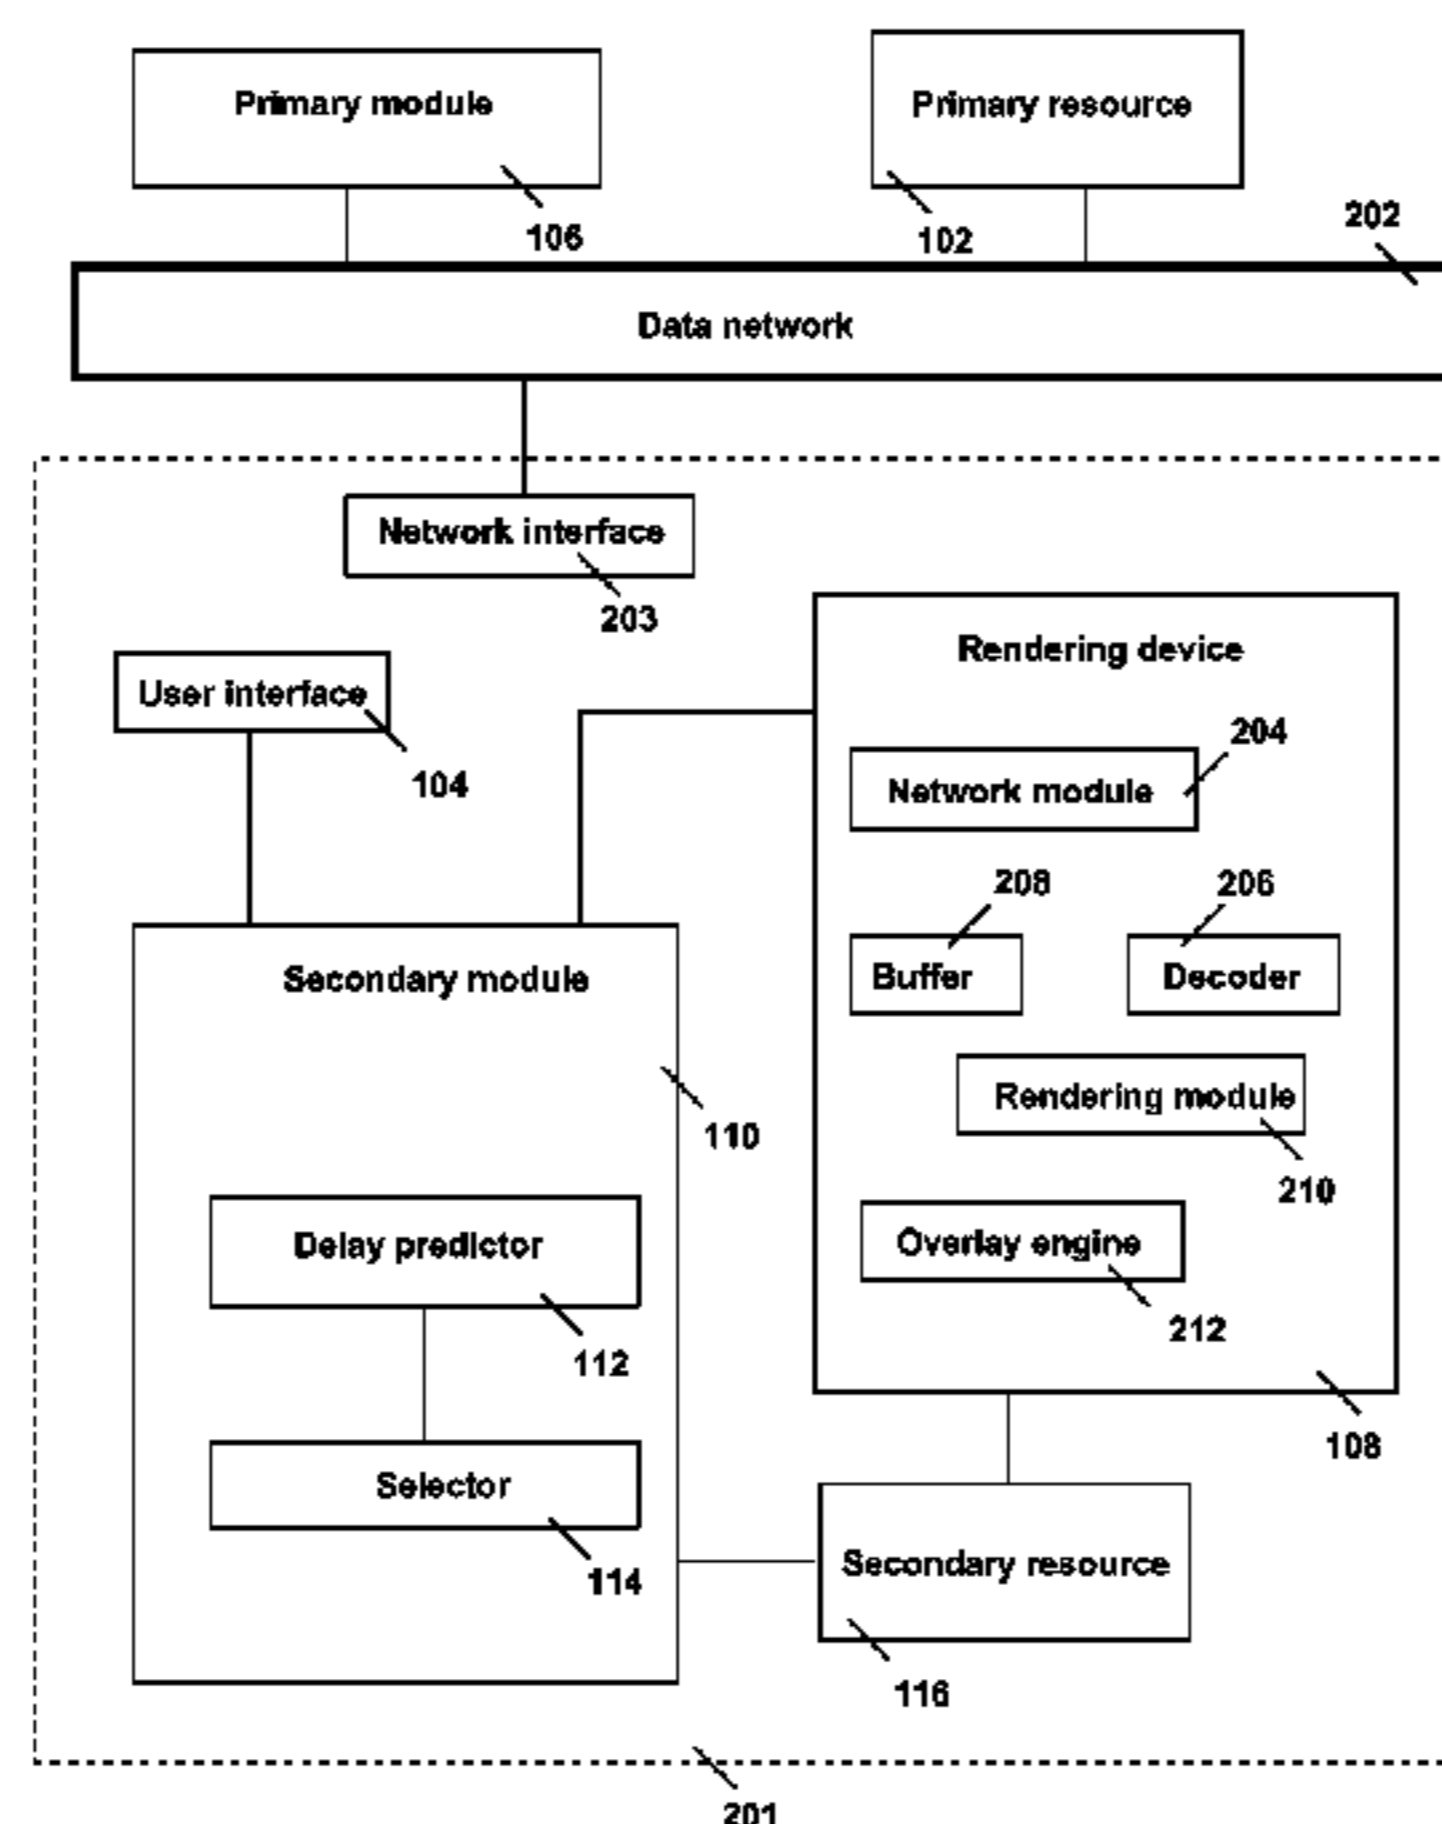 Primary module
Primary resource
106
102
202
Data network
Network interface
203
Rendering device
User interface
104
204
Network module
208
206
Buffer
Decoder
Secondary module
Rendering module
110
210
Delay predictor
Overlay engine
112
212
108
Selector
114
Secondary resource
116
201